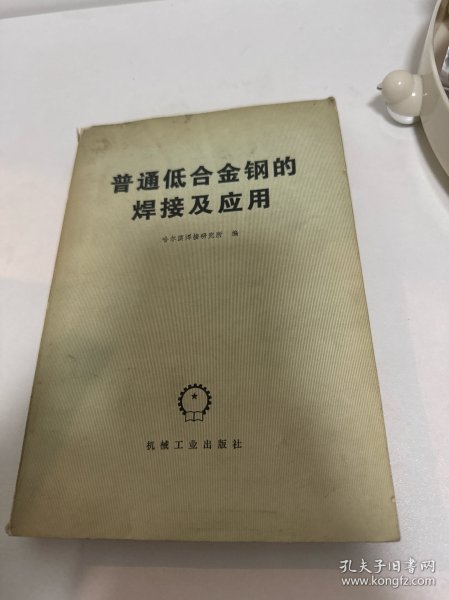 普通低合金钢的
焊接及应用
哈尔滨焊接研究所 编
机械工业出版社
孔夫子旧书网
www.kongfz.com